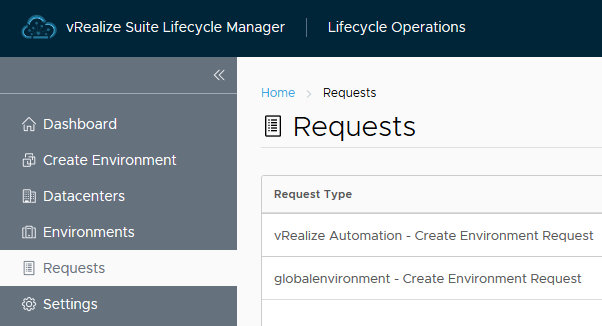 vRealize Suite Lifecycle Manager
Lifecycle Operations
«
Dashboard
Create Environment
Datacenters
Environments
Requests
Settings
Home > Requests
Requests
Request Type
vRealize Automation - Create Environment Request
globalenvironment - Create Environment Request